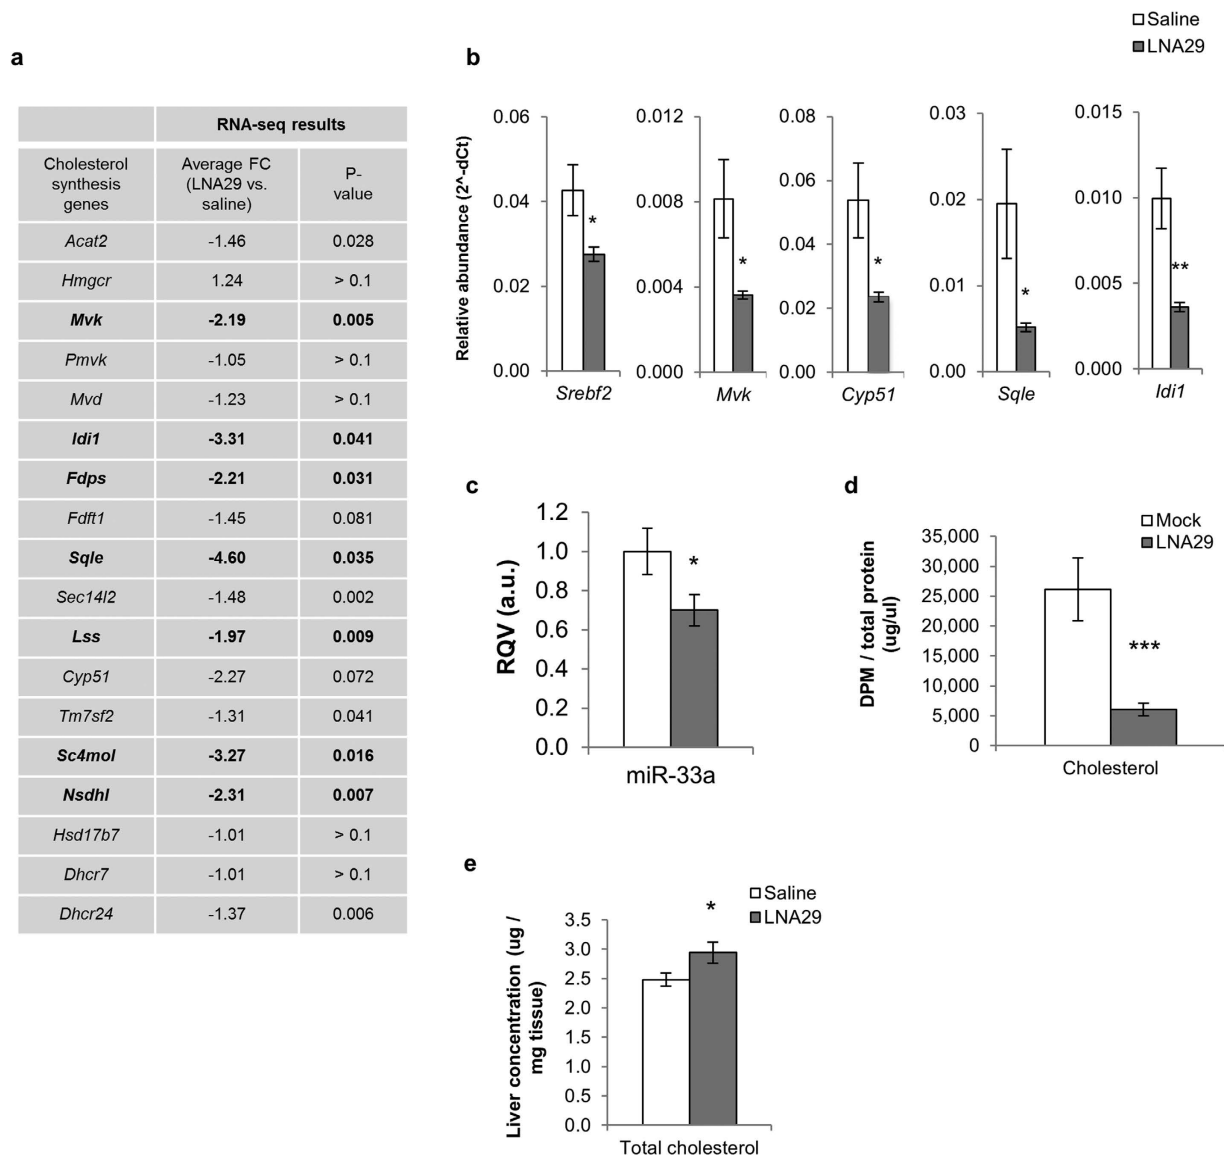 Saline
LNA29
a
RNA-seq results
Cholesterol
synthesis
genes
Average FC
(LNA29 vs.
saline)
P-
value
Acat2 -1.46 0.028
Hmgcr 1.24 > 0.1
Mvk -2.19 0.005
Pmvk -1.05 > 0.1
Mvd -1.23 > 0.1
Idi1 -3.31 0.041
Fdps -2.21 0.031
Fdft1 -1.45 0.081
Sqle -4.60 0.035
Sec14l2 -1.48 0.002
Lss -1.97 0.009
Cyp51 -2.27 0.072
Tm7sf2 -1.31 0.041
Sc4mol -3.27 0.016
Nsdhl -2.31 0.007
Hsd17b7 -1.01 > 0.1
Dhcr7 -1.01 > 0.1
Dhcr24 -1.37 0.006
b
Relative abundance (2^-dCt)
0.06
0.04
0.02
0.00
*
Srebf2
0.012
0.008
0.004
0.000
*
Mvk
0.08
0.06
0.04
0.02
0.00
*
Cyp51
0.03
0.02
0.01
0.00
*
Sqle
0.015
0.010
0.005
0.000
**
Idi1
c
RQV (a.u.)
1.2
1.0
0.8
0.6
0.4
0.2
0.0
*
miR-33a
d
Mock
LNA29
DPM / total protein
(ug/ul)
35,000
30,000
25,000
20,000
15,000
10,000
5,000
0
***
Cholesterol
e
Saline
LNA29
Liver concentration (ug /
mg tissue)
3.5
3.0
2.5
2.0
1.5
1.0
0.5
0.0
*
Total cholesterol